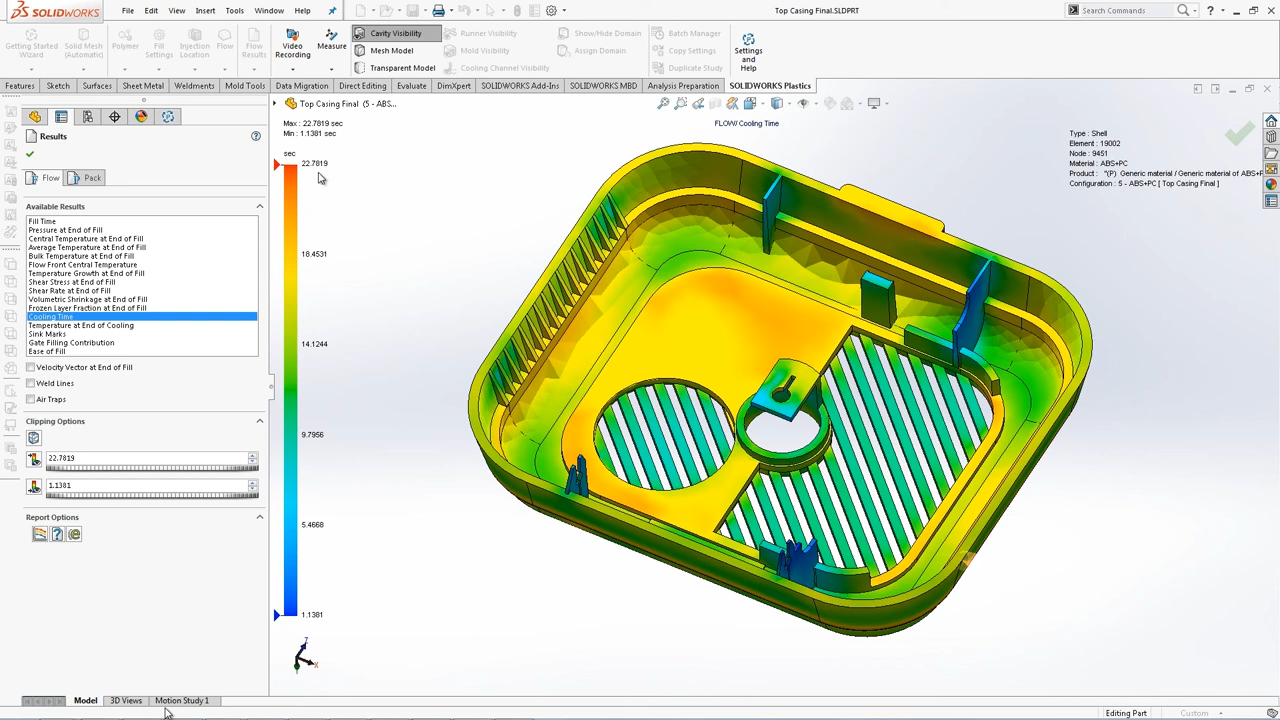 SOLIDWORKS
File Edit View Insert Tools Window Help
Top Casing Final.SLDPRT
Search Commands
Getting Started Wizard
Solid Mesh (Automatic)
Polymer
Fill Settings
Injection Location
Flow
Flow Results
Video Recording
Measure
Cavity Visibility
Mesh Model
Transparent Model
Runner Visibility
Mold Visibility
Cooling Channel Visibility
Show/Hide Domain
Assign Domain
Batch Manager
Copy Settings
Duplicate Study
Settings and Help
Features Sketch Surfaces Sheet Metal Weldments Mold Tools Data Migration Direct Editing Evaluate DimXpert SOLIDWORKS Add-Ins SOLIDWORKS MBD Analysis Preparation SOLIDWORKS Plastics
Results
Flow Pack
Available Results
Fill Time
Pressure at End of Fill
Central Temperature at End of Fill
Average Temperature at End of Fill
Bulk Temperature at End of Fill
Flow Front Central Temperature
Temperature Growth at End of Fill
Shear Stress at End of Fill
Shear Rate at End of Fill
Volumetric Shrinkage at End of Fill
Frozen Layer Fraction at End of Fill
Cooling Time
Temperature at End of Cooling
Sink Marks
Gate Filling Contribution
Ease of Fill
Velocity Vector at End of Fill
Weld Lines
Air Traps
Clipping Options
22.7819
1.1381
Report Options
Top Casing Final (5 - ABS...
Max : 22.7819 sec
Min : 1.1381 sec
sec
22.7819
18.4531
14.1244
9.7956
5.4668
1.1381
FLOW/ Cooling Time
Type : Shell
Element : 19002
Node : 9451
Material : ABS+PC
Product : "(P) Generic material / Generic material of ABS+P
Configuration : 5 - ABS+PC [ Top Casing Final ]
Z
X
Model 3D Views Motion Study 1
Editing Part
Custom